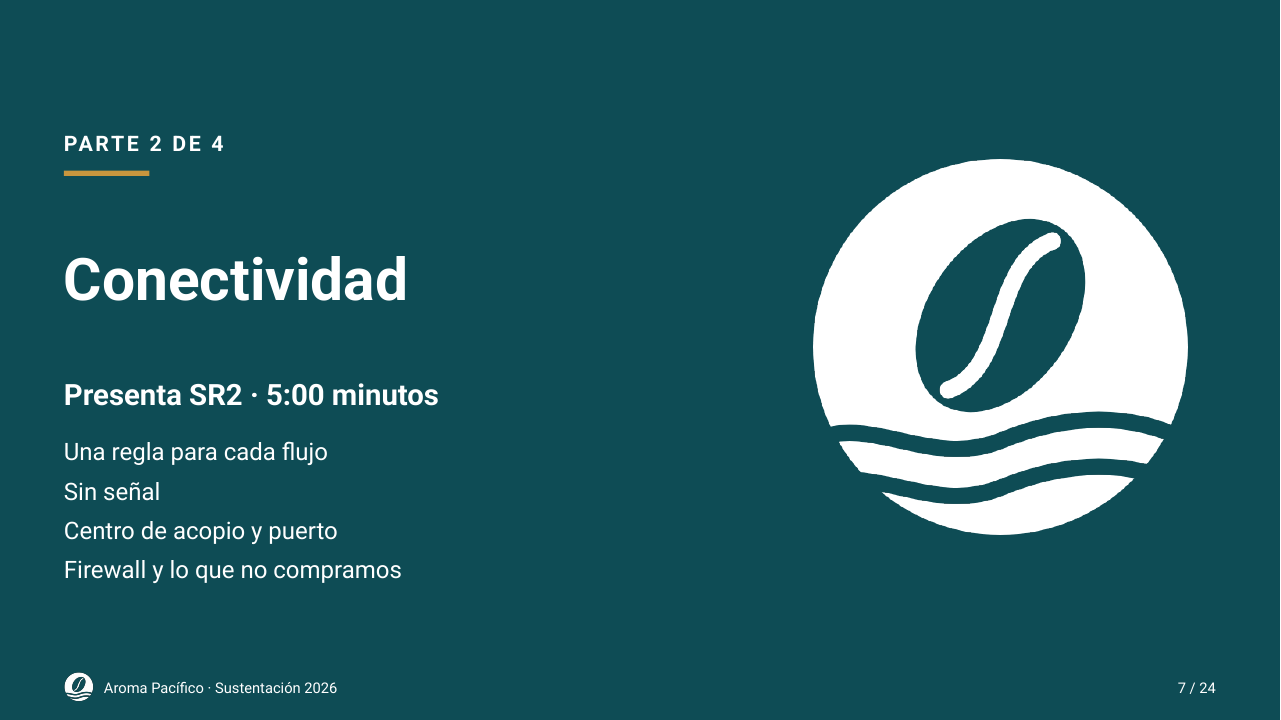 PARTE 2 DE 4
Conectividad
Presenta SR2 · 5:00 minutos
Una regla para cada flujo
Sin señal
Centro de acopio y puerto
Firewall y lo que no compramos
Aroma Pacífico · Sustentación 2026
7 / 24